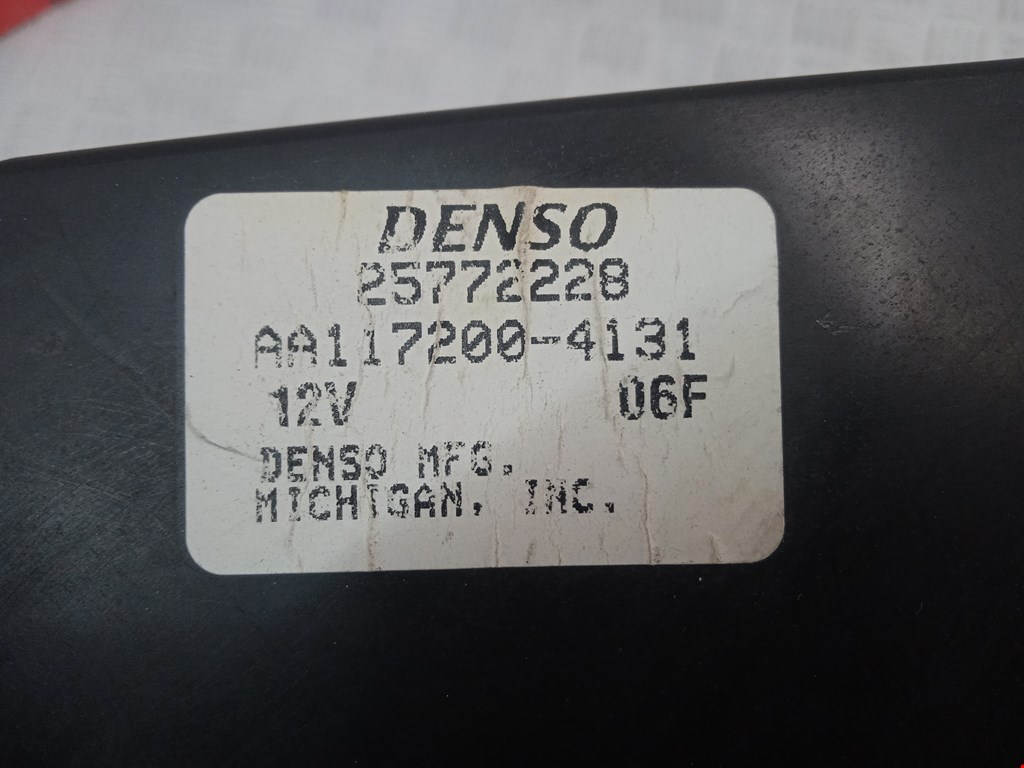 DENSO
25772228
AA117200-4131
12V 06F
DENSO MFG.
MICHIGAN, INC.